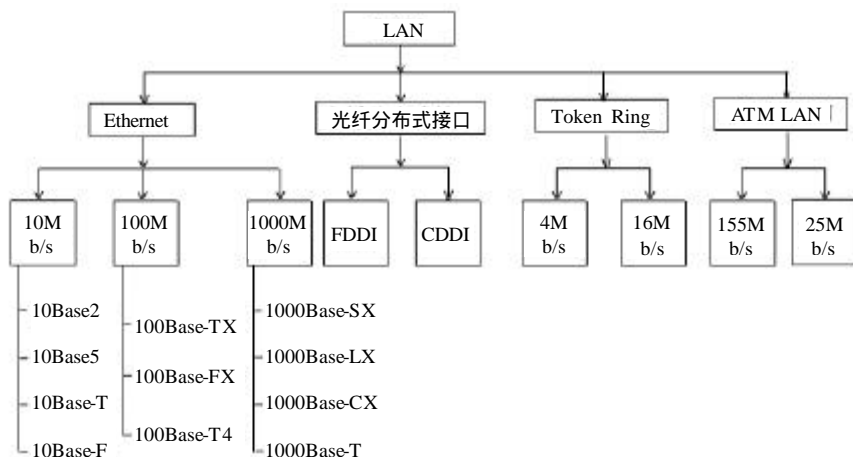 LAN
Ethernet
光纤分布式接口
Token Ring
ATM LAN
10M
b/s
100M
b/s
1000M
b/s
FDDI
CDDI
4M
b/s
16M
b/s
155M
b/s
25M
b/s
10Base2
10Base5
10Base-T
10Base-F
100Base-TX
100Base-FX
100Base-T4
1000Base-SX
1000Base-LX
1000Base-CX
1000Base-T